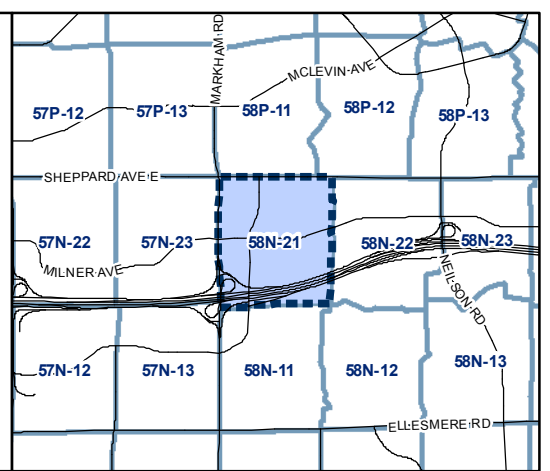 MARKHAM RD
MCLEVIN AVE
57P-12
57P-13
58P-11
58P-12
58P-13
SHEPPARD AVE E
57N-22
57N-23
58N-21
58N-22
58N-23
MILNER AVE
NEILSON RD
57N-12
57N-13
58N-11
58N-12
58N-13
ELLESMERE RD